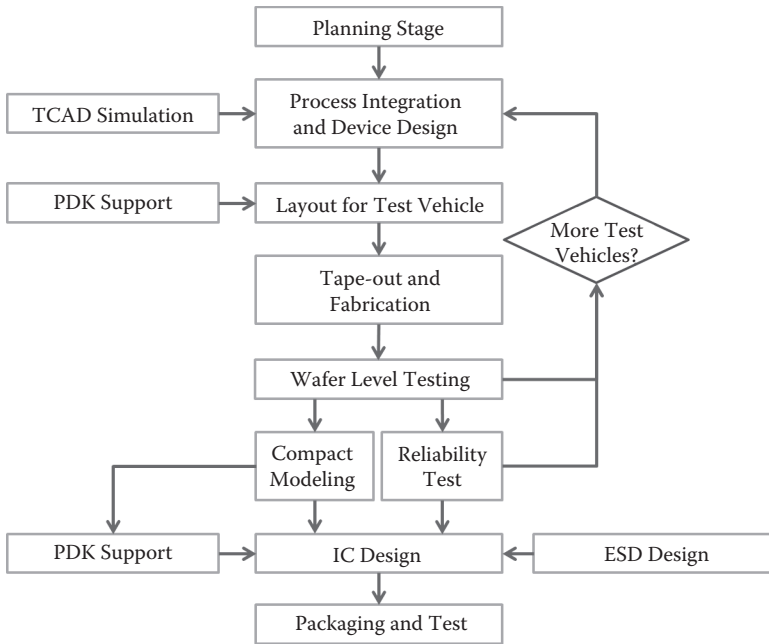 Planning Stage
TCAD Simulation
Process Integration
and Device Design
PDK Support
Layout for Test Vehicle
More Test
Vehicles?
Tape-out and
Fabrication
Wafer Level Testing
Compact
Modeling
Reliability
Test
PDK Support
IC Design
ESD Design
Packaging and Test